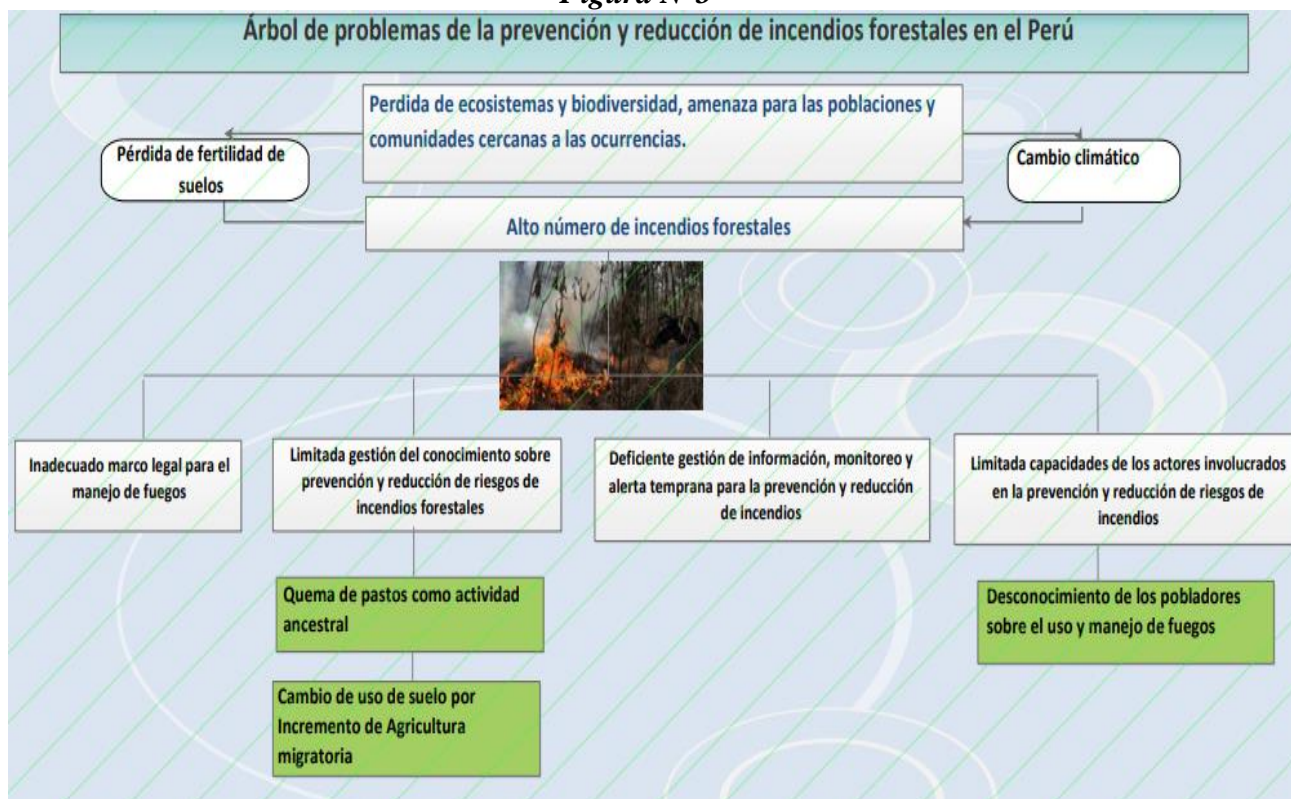 Figura N°3
Árbol de problemas de la prevención y reducción de incendios forestales en el Perú
Perdida de ecosistemas y biodiversidad, amenaza para las poblaciones y
comunidades cercanas a las ocurrencias.
Pérdida de fertilidad de
suelos
Cambio climático
Alto número de incendios forestales
Inadecuado marco legal para el
manejo de fuegos
Limitada gestión del conocimiento sobre
prevención y reducción de riesgos de
incendios forestales
Deficiente gestión de información, monitoreo y
alerta temprana para la prevención y reducción
de incendios
Limitada capacidades de los actores involucrados
en la prevención y reducción de riesgos de
incendios
Quema de pastos como actividad
ancestral
Desconocimiento de los pobladores
sobre el uso y manejo de fuegos
Cambio de uso de suelo por
Incremento de Agricultura
migratoria